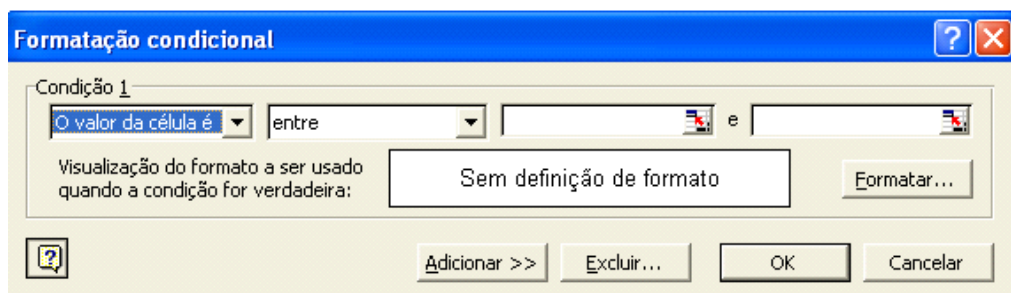 Formatação condicional
Condição 1
O valor da célula é entre e
Visualização do formato a ser usado
quando a condição for verdadeira:
Sem definição de formato
Formatar...
Adicionar >> Excluir... OK Cancelar